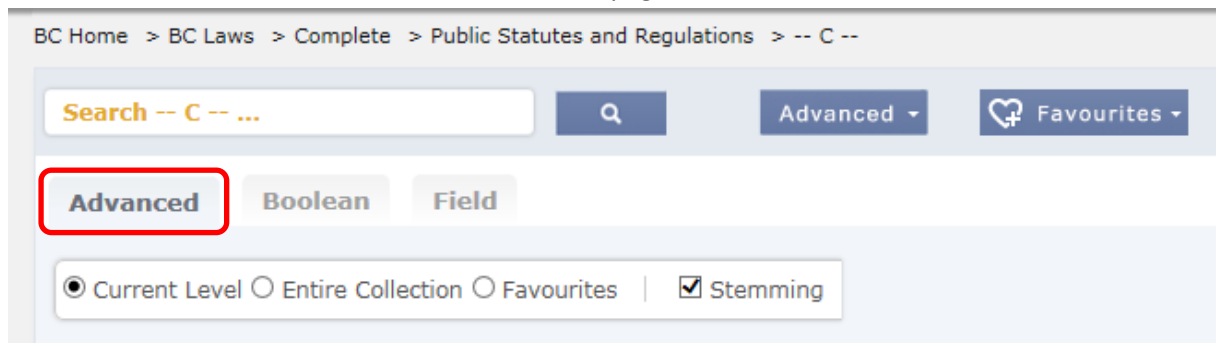 BC Home > BC Laws > Complete > Public Statutes and Regulations > -- C --
Search -- C -- ...
Advanced
Favourites
Advanced Boolean Field
Current Level Entire Collection Favourites | Stemming